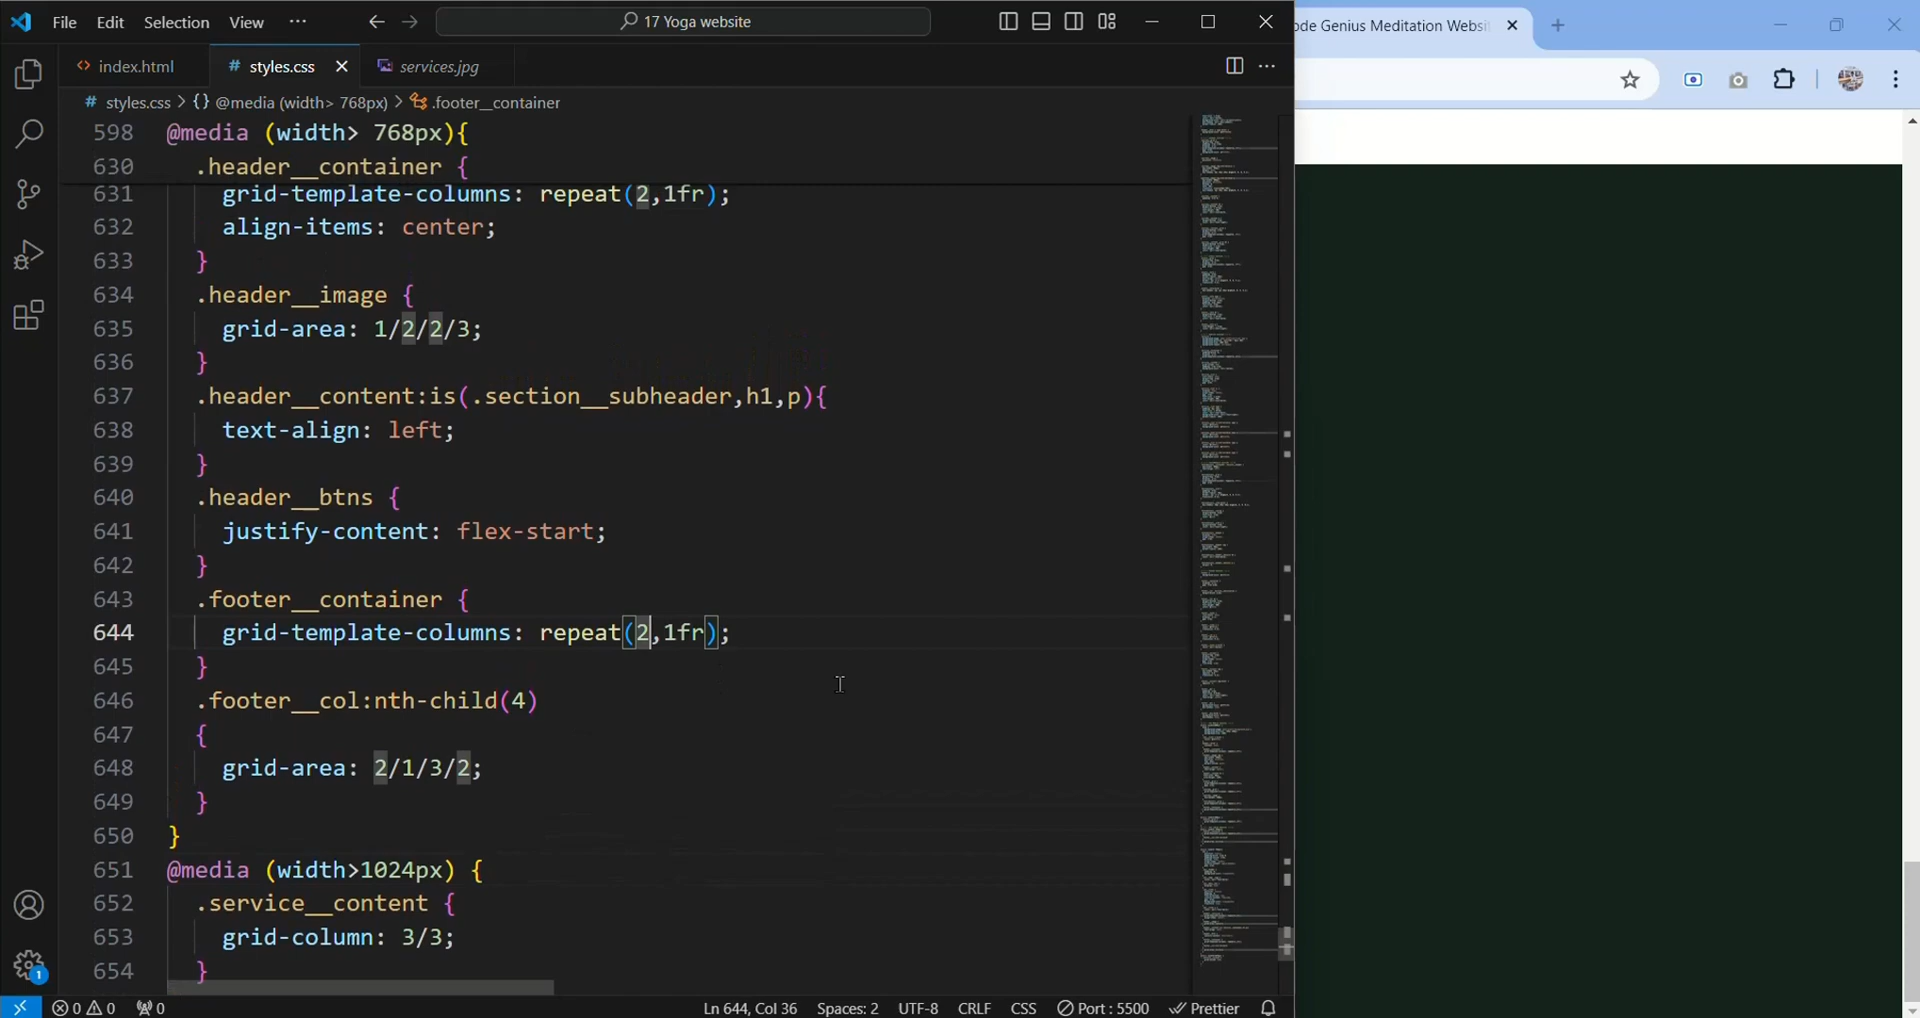 File Edit Selection View ··· 17 Yoga website
index.html styles.css services.jpg
ode Genius Meditation Websi
# styles.css > {} @media (width> 768px) > .footer__container
598 @media (width> 768px){
630 .header__container {
631 grid-template-columns: repeat(2,1fr);
632 align-items: center;
633 }
634 .header__image {
635 grid-area: 1/2/2/3;
636 }
637 .header__content:is(.section__subheader,h1,p){
638 text-align: left;
639 }
640 .header__btns {
641 justify-content: flex-start;
642 }
643 .footer__container {
644 grid-template-columns: repeat(2,1fr);
645 }
646 .footer__col:nth-child(4)
647 {
648 grid-area: 2/1/3/2;
649 }
650 }
651 @media (width>1024px) {
652 .service__content {
653 grid-column: 3/3;
654 }
1
0 0 0 Ln 644, Col 36 Spaces: 2 UTF-8 CRLF CSS Port : 5500 Prettier